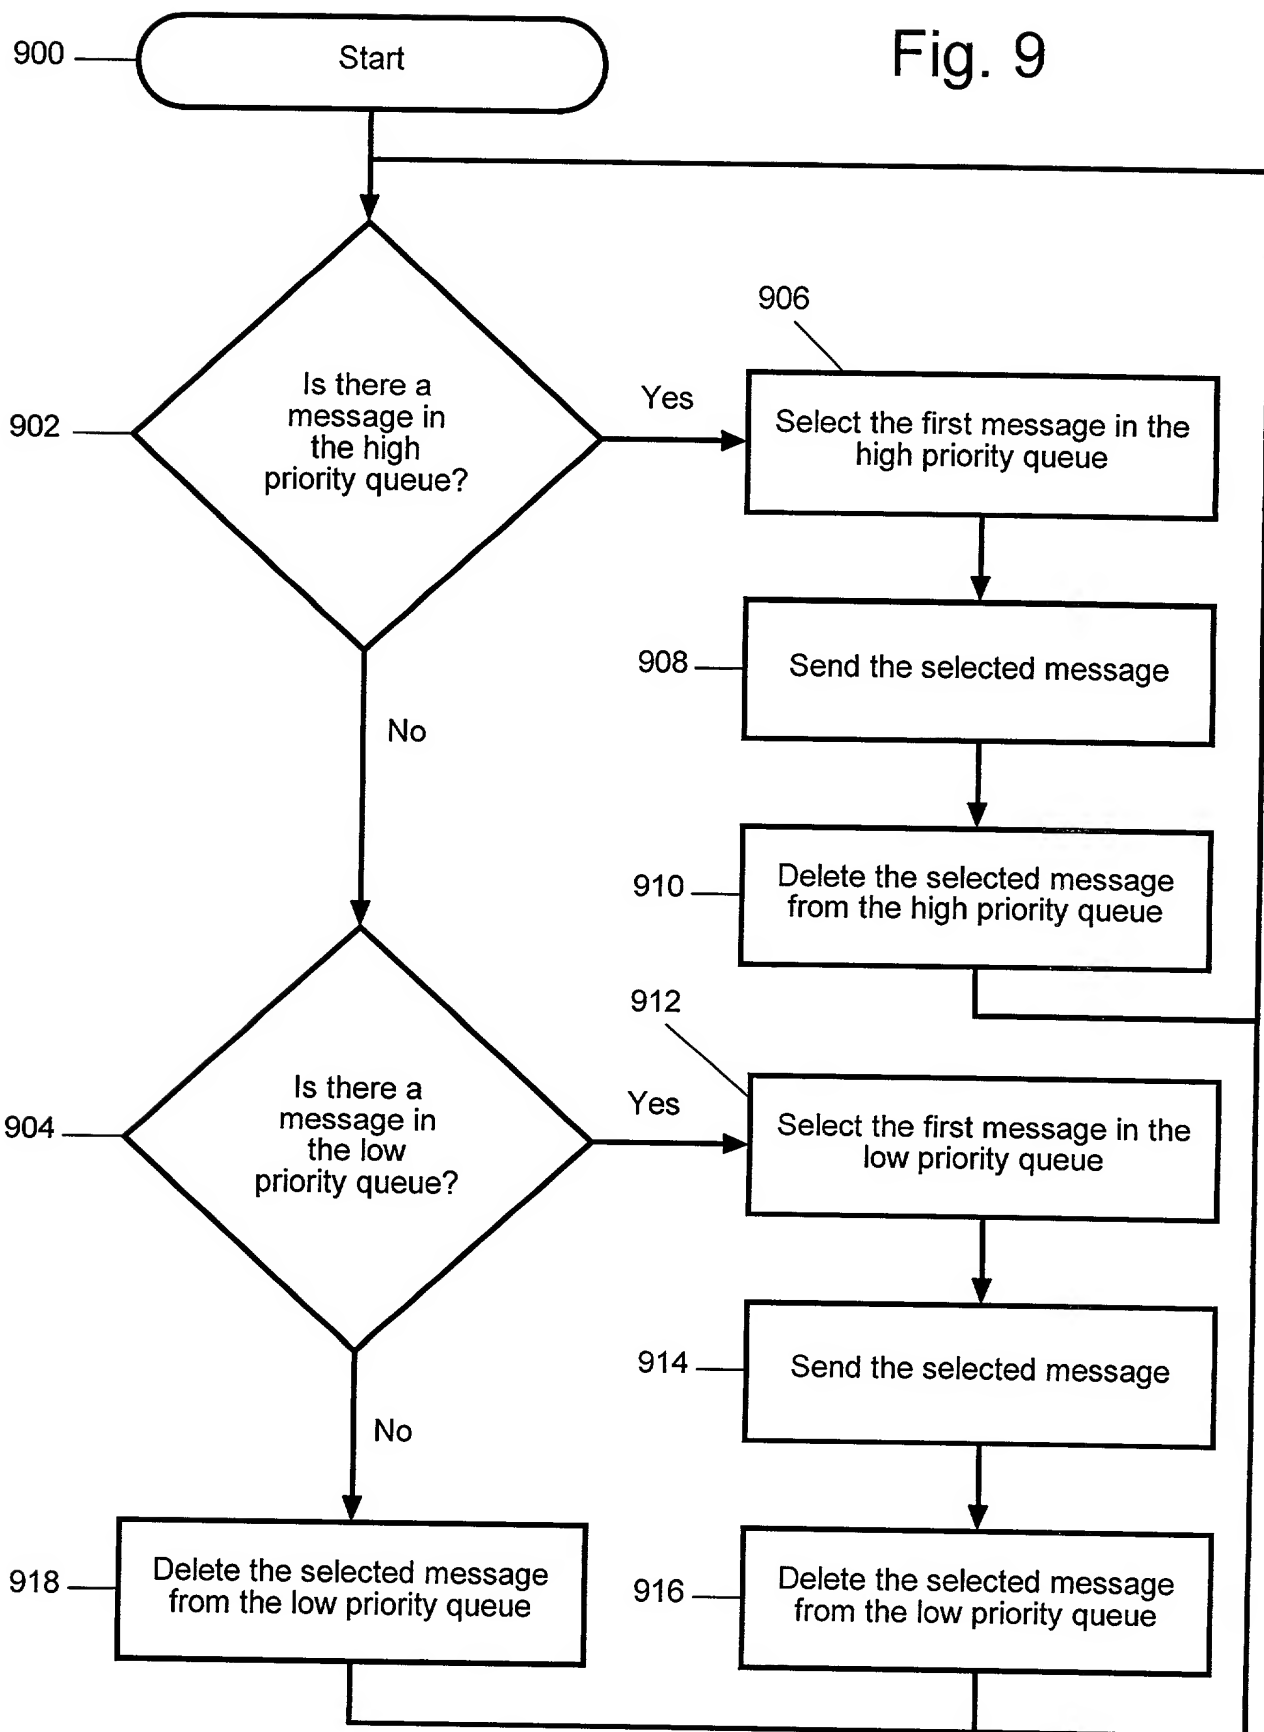 Fig. 9
900
Start
902
Is there a
message in
the high
priority queue?
Yes
906
Select the first message in the
high priority queue
908
Send the selected message
910
Delete the selected message
from the high priority queue
No
904
Is there a
message in
the low
priority queue?
Yes
912
Select the first message in the
low priority queue
914
Send the selected message
916
Delete the selected message
from the low priority queue
No
918
Delete the selected message
from the low priority queue